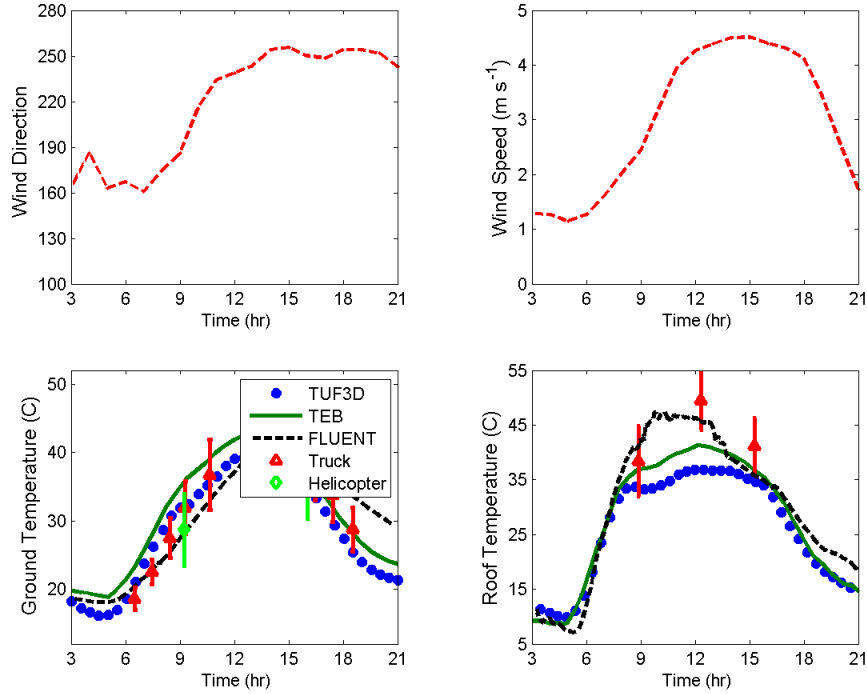 280
250
220
190
160
130
100
Wind Direction
3 6 9 12 15 18 21
Time (hr)
5
4
3
2
1
0
Wind Speed (m s⁻¹)
3 6 9 12 15 18 21
Time (hr)
50
40
30
20
Ground Temperature (C)
TUF3D
TEB
FLUENT
Truck
Helicopter
3 6 9 12 15 18 21
Time (hr)
55
45
35
25
15
5
Roof Temperature (C)
3 6 9 12 15 18 21
Time (hr)